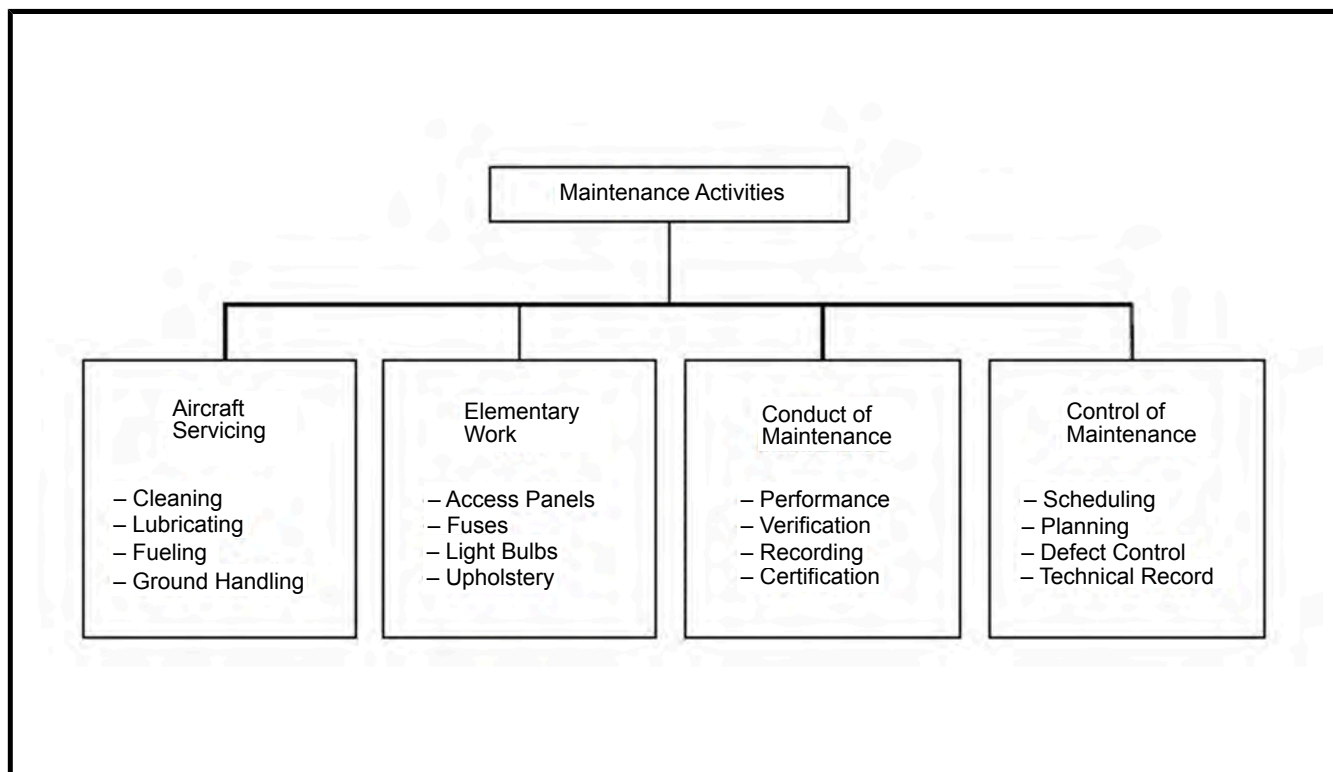 Maintenance Activities
Aircraft
Servicing
– Cleaning
– Lubricating
– Fueling
– Ground Handling
Elementary
Work
– Access Panels
– Fuses
– Light Bulbs
– Upholstery
Conduct of
Maintenance
– Performance
– Verification
– Recording
– Certification
Control of
Maintenance
– Scheduling
– Planning
– Defect Control
– Technical Record